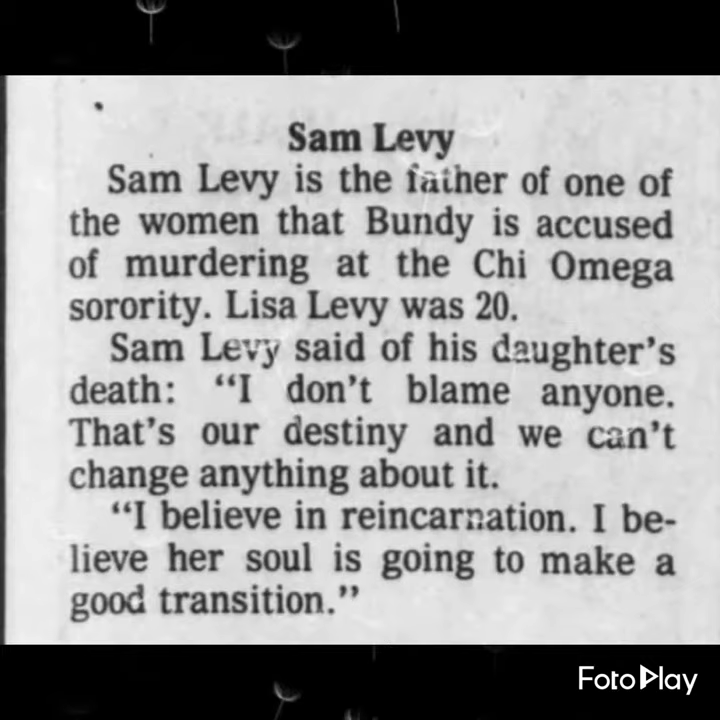 Sam Levy
Sam Levy is the father of one of
the women that Bundy is accused
of murdering at the Chi Omega
sorority. Lisa Levy was 20.
Sam Levy said of his daughter's
death: “I don't blame anyone.
That's our destiny and we can't
change anything about it.
“I believe in reincarnation. I be-
lieve her soul is going to make a
good transition.”
FotoPlay